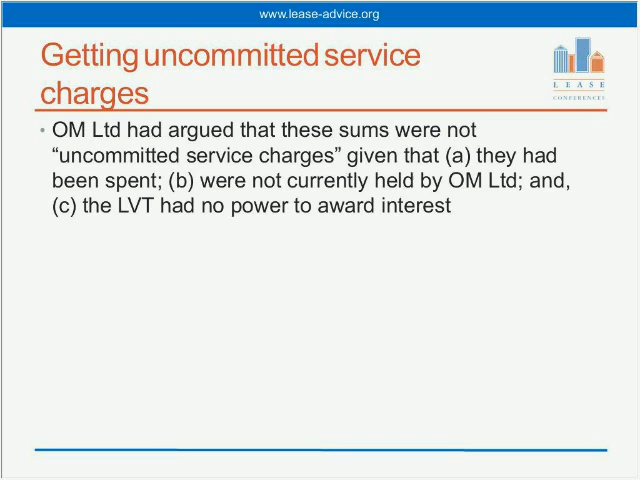 www.lease-advice.org
Getting uncommitted service
charges
LEASE
CONFERENCES
• OM Ltd had argued that these sums were not
“uncommitted service charges” given that (a) they had
been spent; (b) were not currently held by OM Ltd; and,
(c) the LVT had no power to award interest